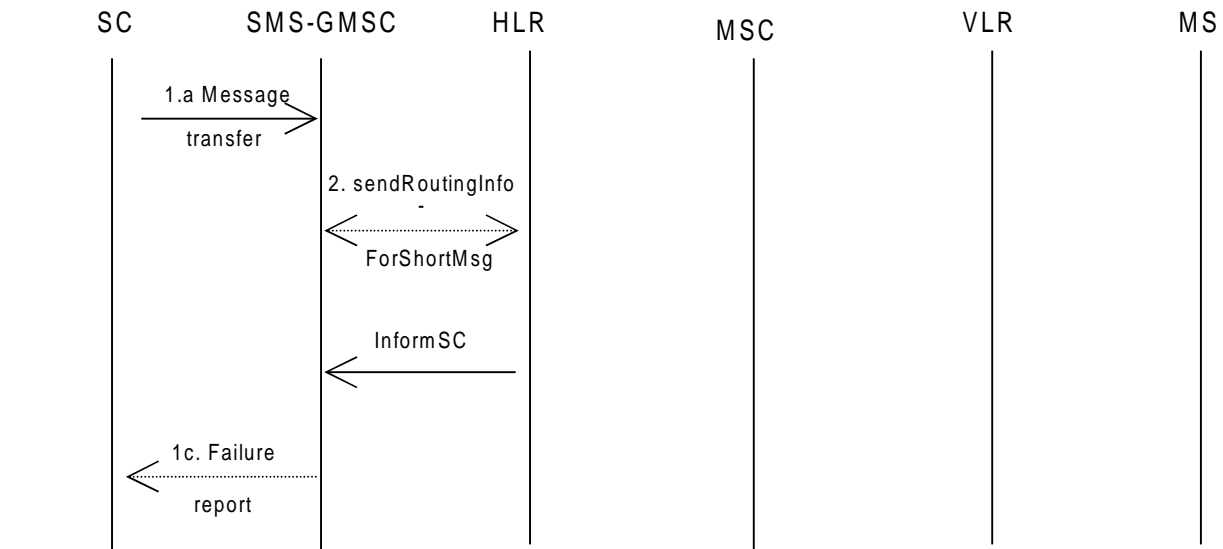 SC SMS-GMSC HLR MSC VLR MS
1.a Message
transfer
2. sendRoutingInfo
-
ForShortMsg
InformSC
1c. Failure
report